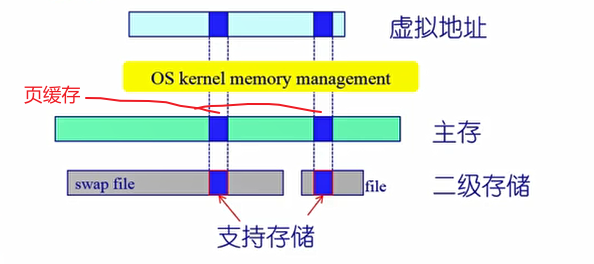 虚拟地址
OS kernel memory management
页缓存
主存
swap file
file
二级存储
支持存储